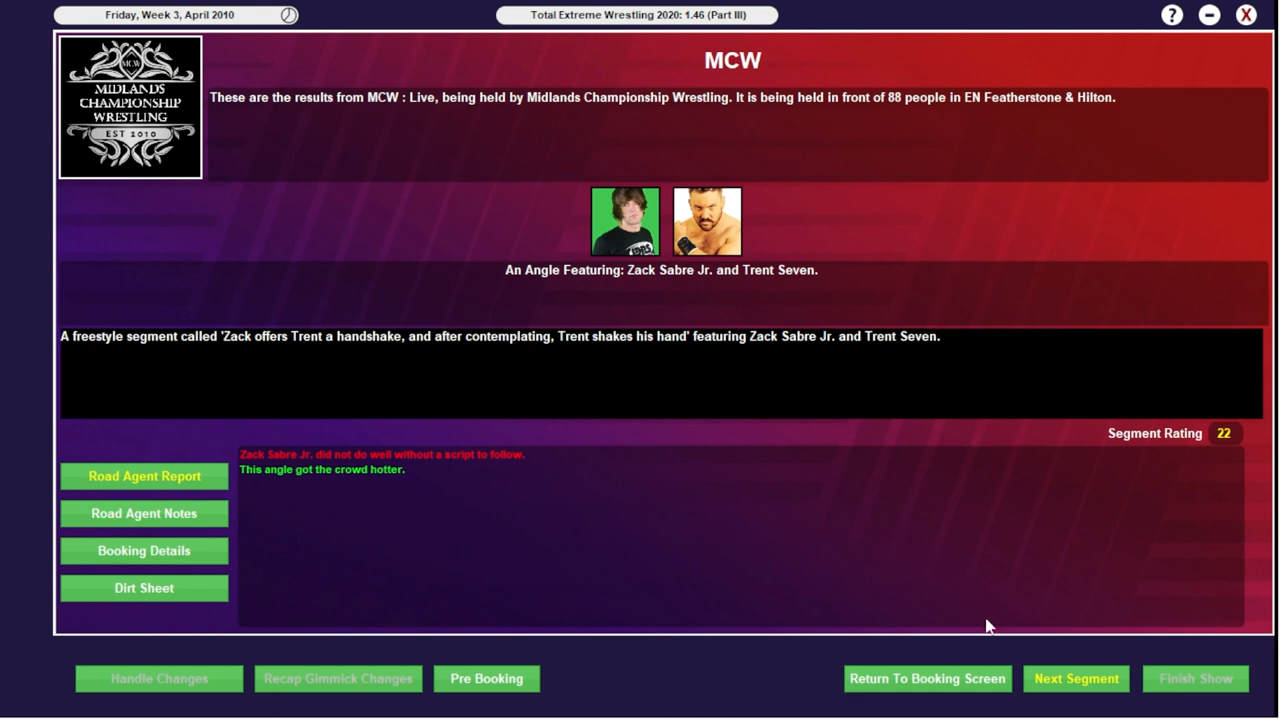 Friday, Week 3, April 2010
Total Extreme Wrestling 2020: 1.46 (Part III)
?
X
MCW
MCW
MIDLANDS
CHAMPIONSHIP
WRESTLING
EST 2010
These are the results from MCW : Live, being held by Midlands Championship Wrestling. It is being held in front of 88 people in EN Featherstone & Hilton.
An Angle Featuring: Zack Sabre Jr. and Trent Seven.
A freestyle segment called 'Zack offers Trent a handshake, and after contemplating, Trent shakes his hand' featuring Zack Sabre Jr. and Trent Seven.
Segment Rating 22
Zack Sabre Jr. did not do well without a script to follow.
This angle got the crowd hotter.
Road Agent Report
Road Agent Notes
Booking Details
Dirt Sheet
Handle Changes
Recap Gimmick Changes
Pre Booking
Return To Booking Screen
Next Segment
Finish Show